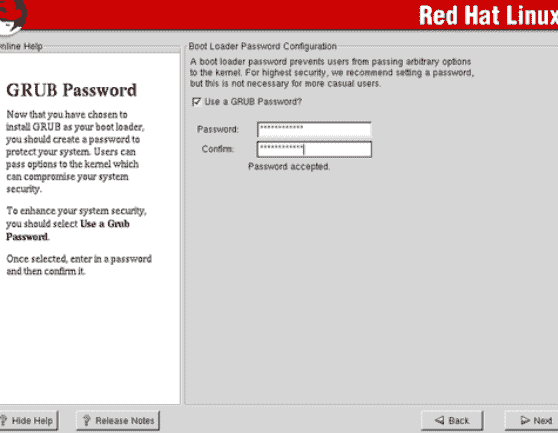 Red Hat Linux
nline Help
GRUB Password
Now that you have chosen to
install GRUB as your boot loader,
you should create a password to
protect your system. Users can
pass options to the kernel which
can compromise your system
security.
To enhance your system security,
you should select Use a Grub
Password.
Once selected, enter in a password
and then confirm it.
Boot Loader Password Configuration
A boot loader password prevents users from passing arbitrary options
to the kernel. For highest security, we recommend setting a password,
but this is not necessary for more casual users.
Use a GRUB Password?
Password: ************
Confirm: ************
Password accepted.
? Hide Help
? Release Notes
Back
Next